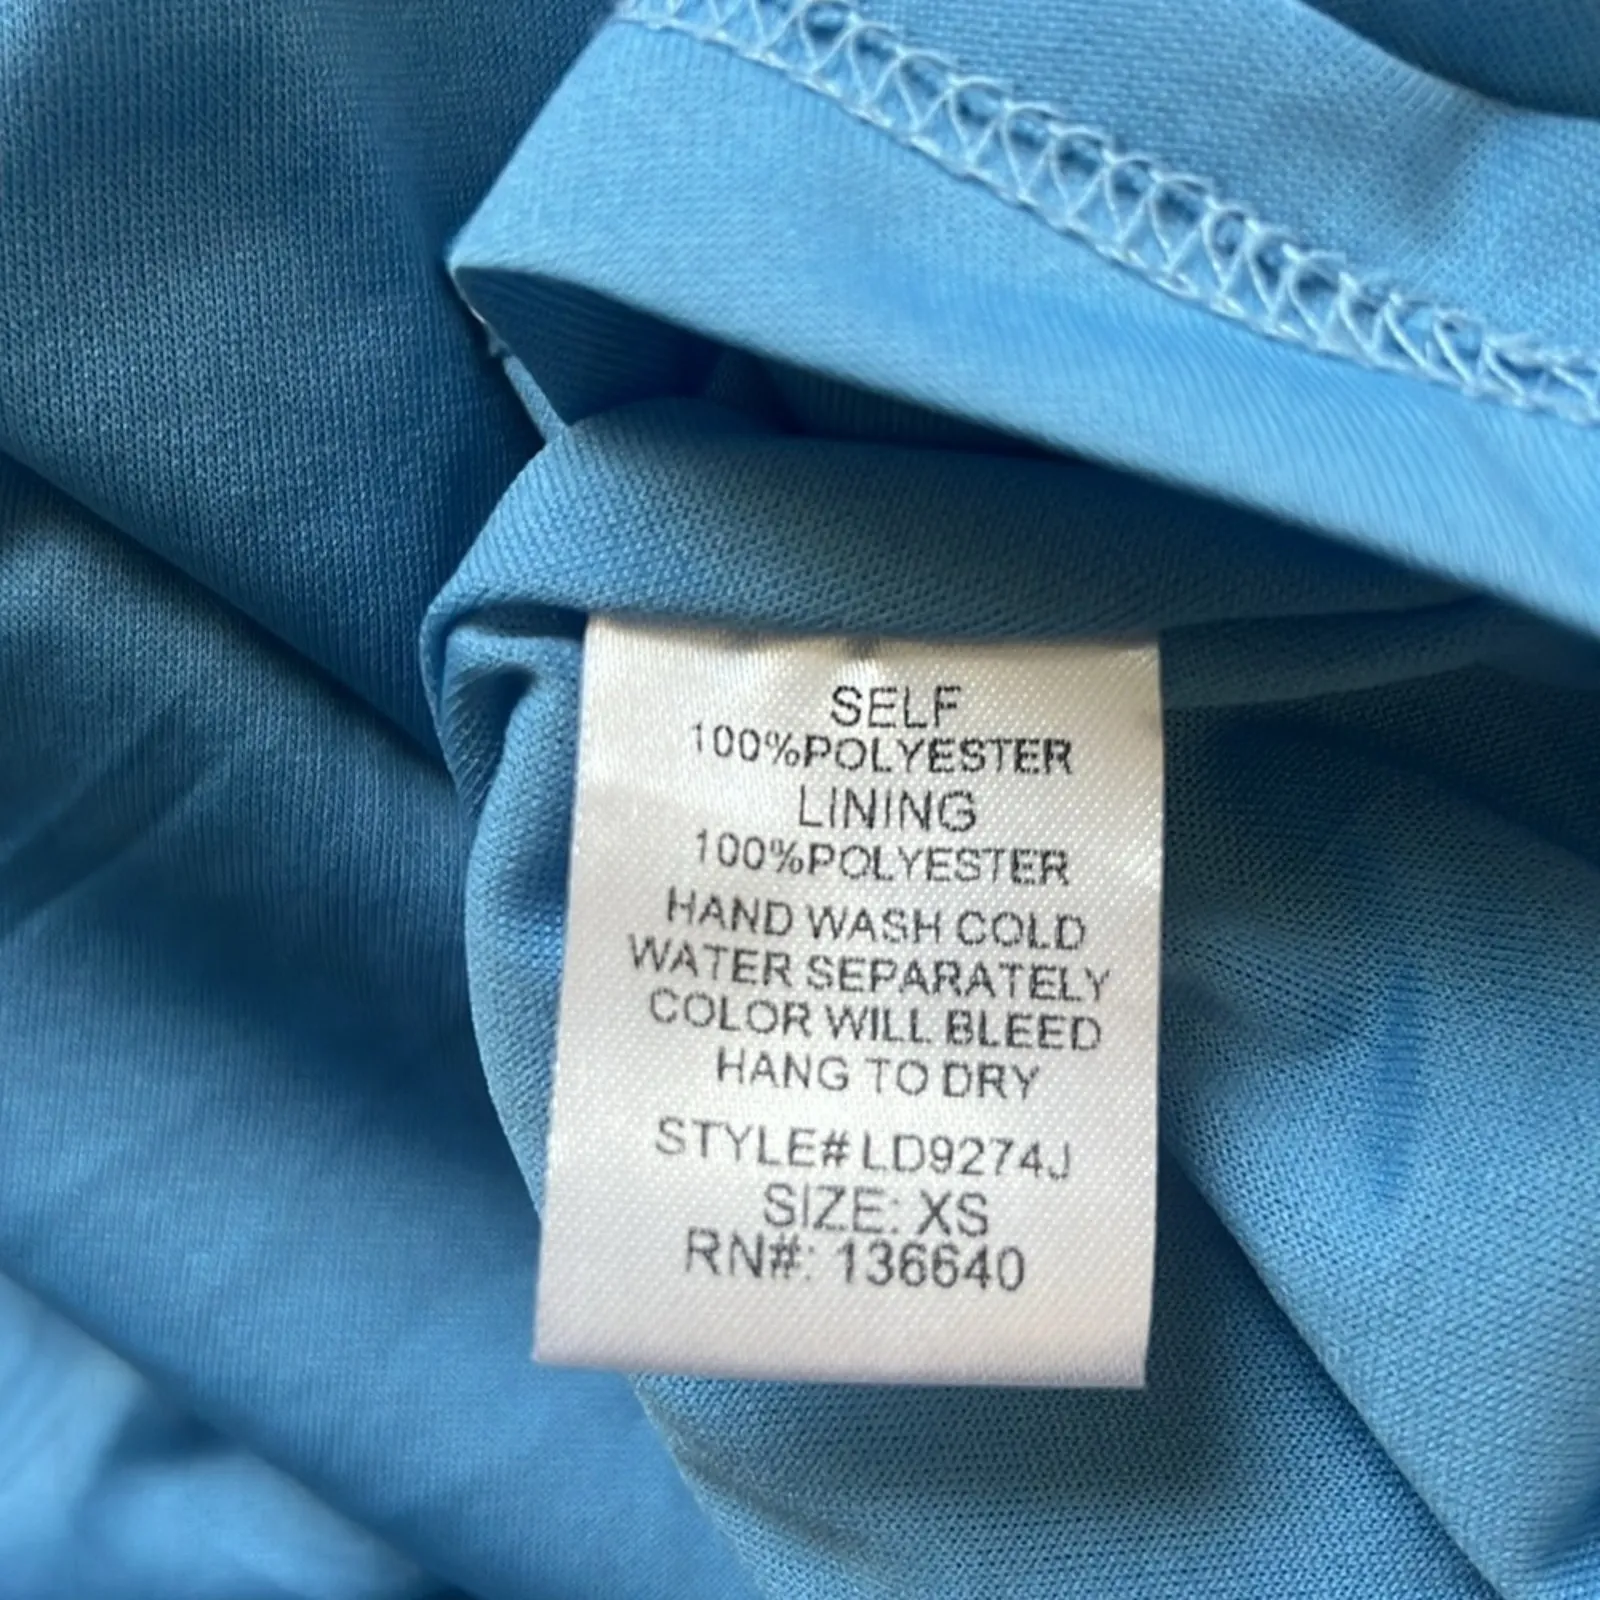 SELF
100%POLYESTER
LINING
100%POLYESTER
HAND WASH COLD
WATER SEPARATELY
COLOR WILL BLEED
HANG TO DRY
STYLE# LD9274J
SIZE: XS
RN#: 136640